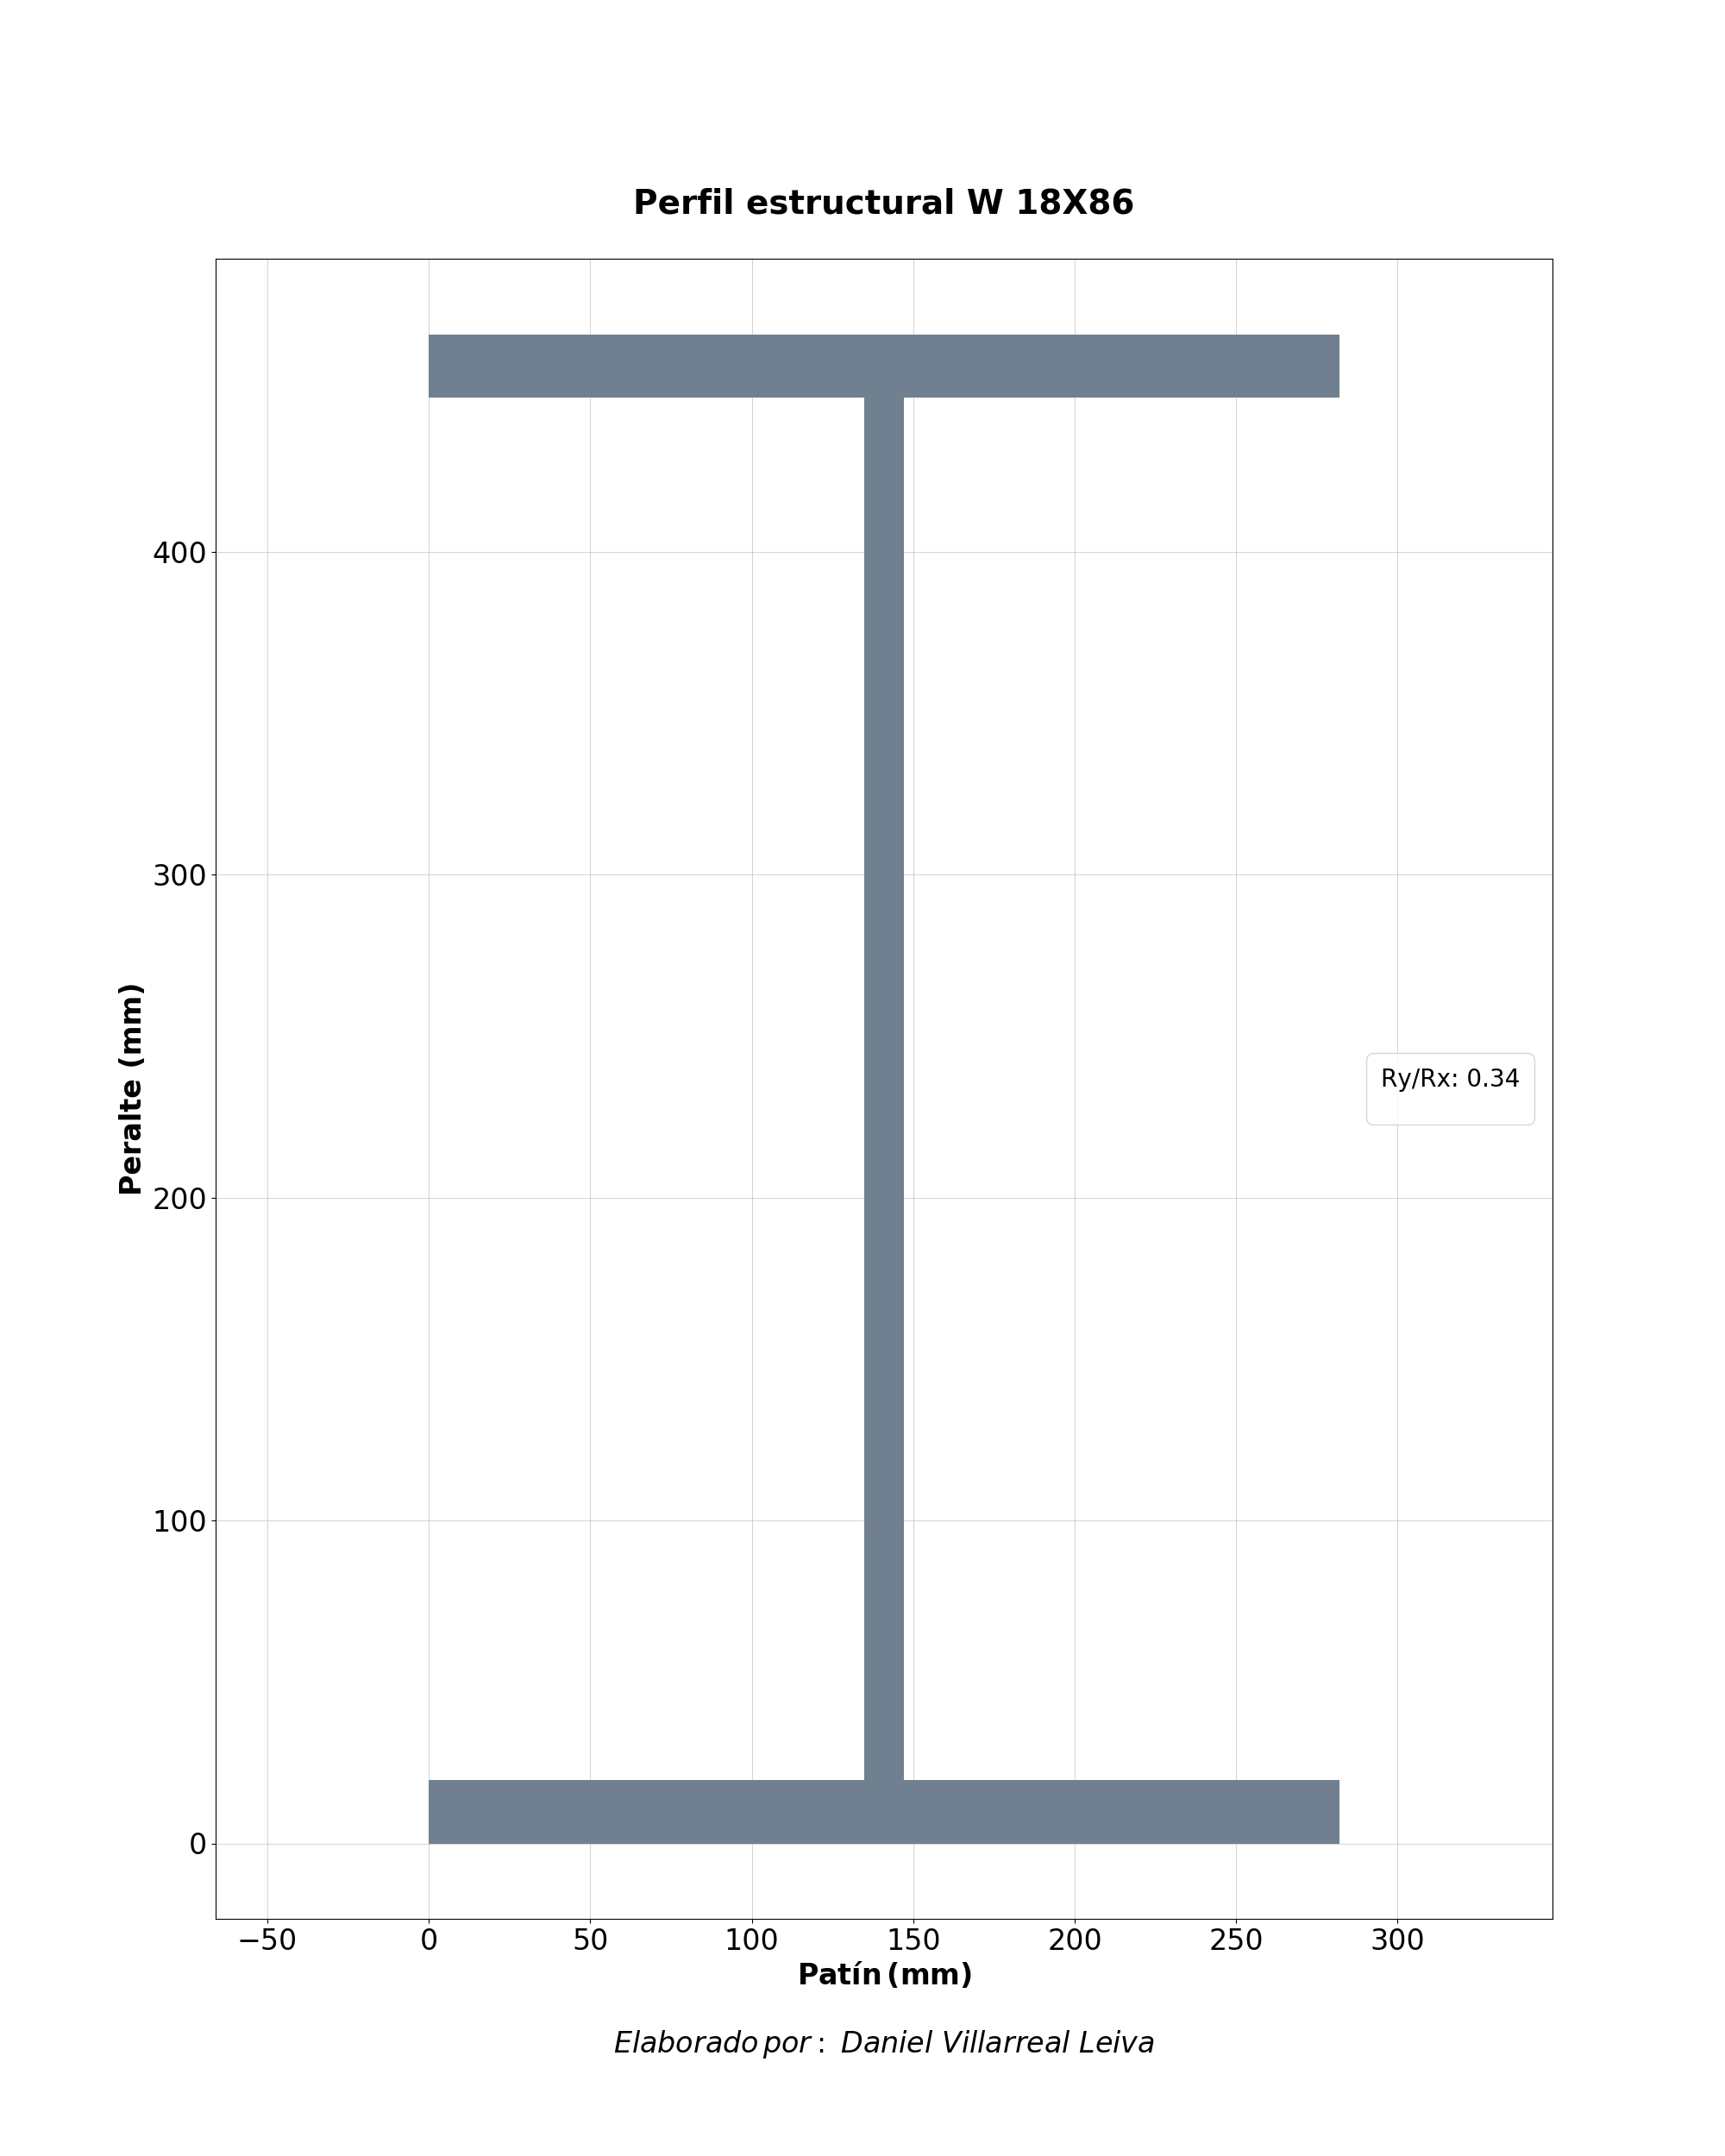 Perfil estructural W 18X86
Peralte (mm)
400
300
200
100
0
Ry/Rx: 0.34
−50 0 50 100 150 200 250 300
Patín (mm)
Elaborado por: Daniel Villarreal Leiva